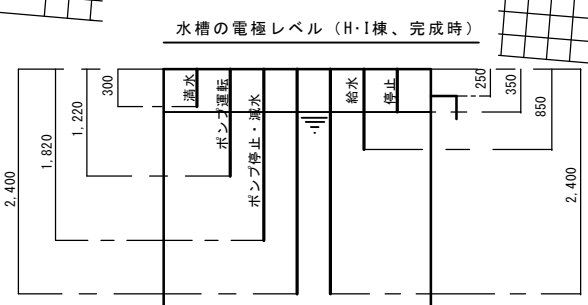 水槽の電極レベル（H・I棟、完成時）
満水
ポンプ運転
ポンプ停止・減水
給水
停止
300
1,220
1,820
2,400
250
350
850
2,400